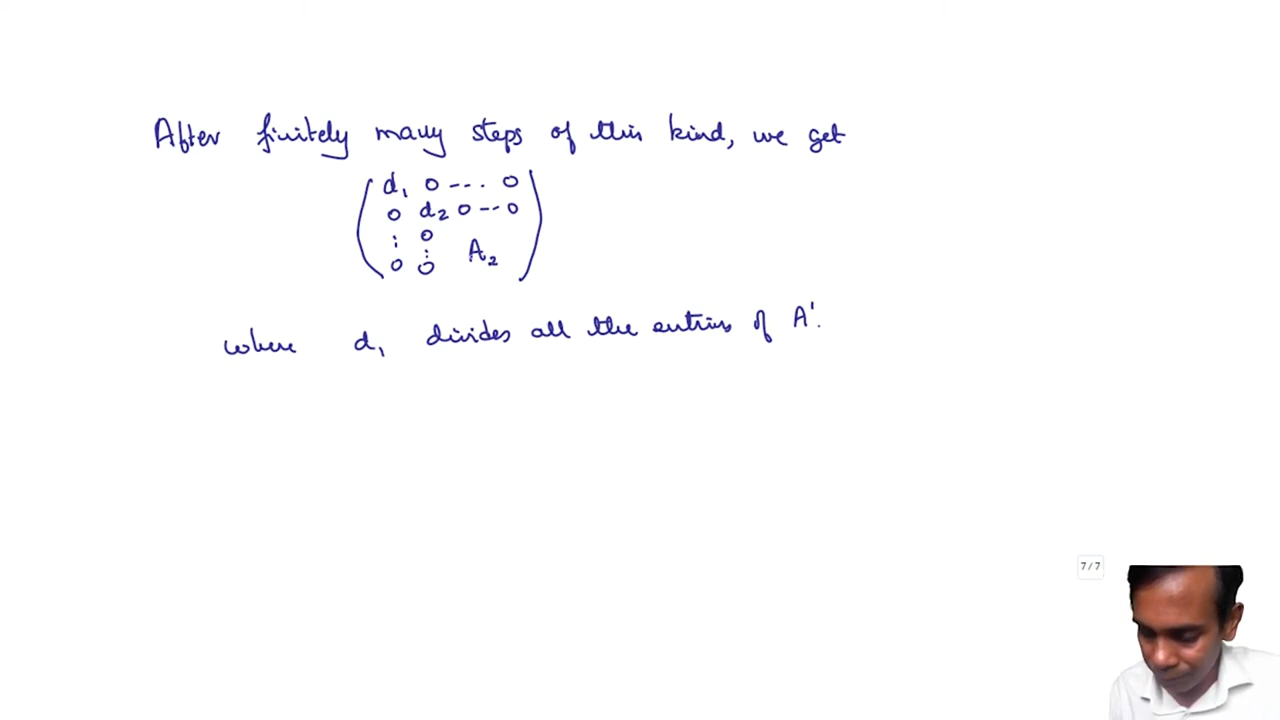 After finitely many steps of this kind, we get
d₁ 0 --- . 0
0 d₂ 0 -- 0
⋮ 0
0 ⋮ 0 A₂
where d₁ divides all the entries of A'.
7/7